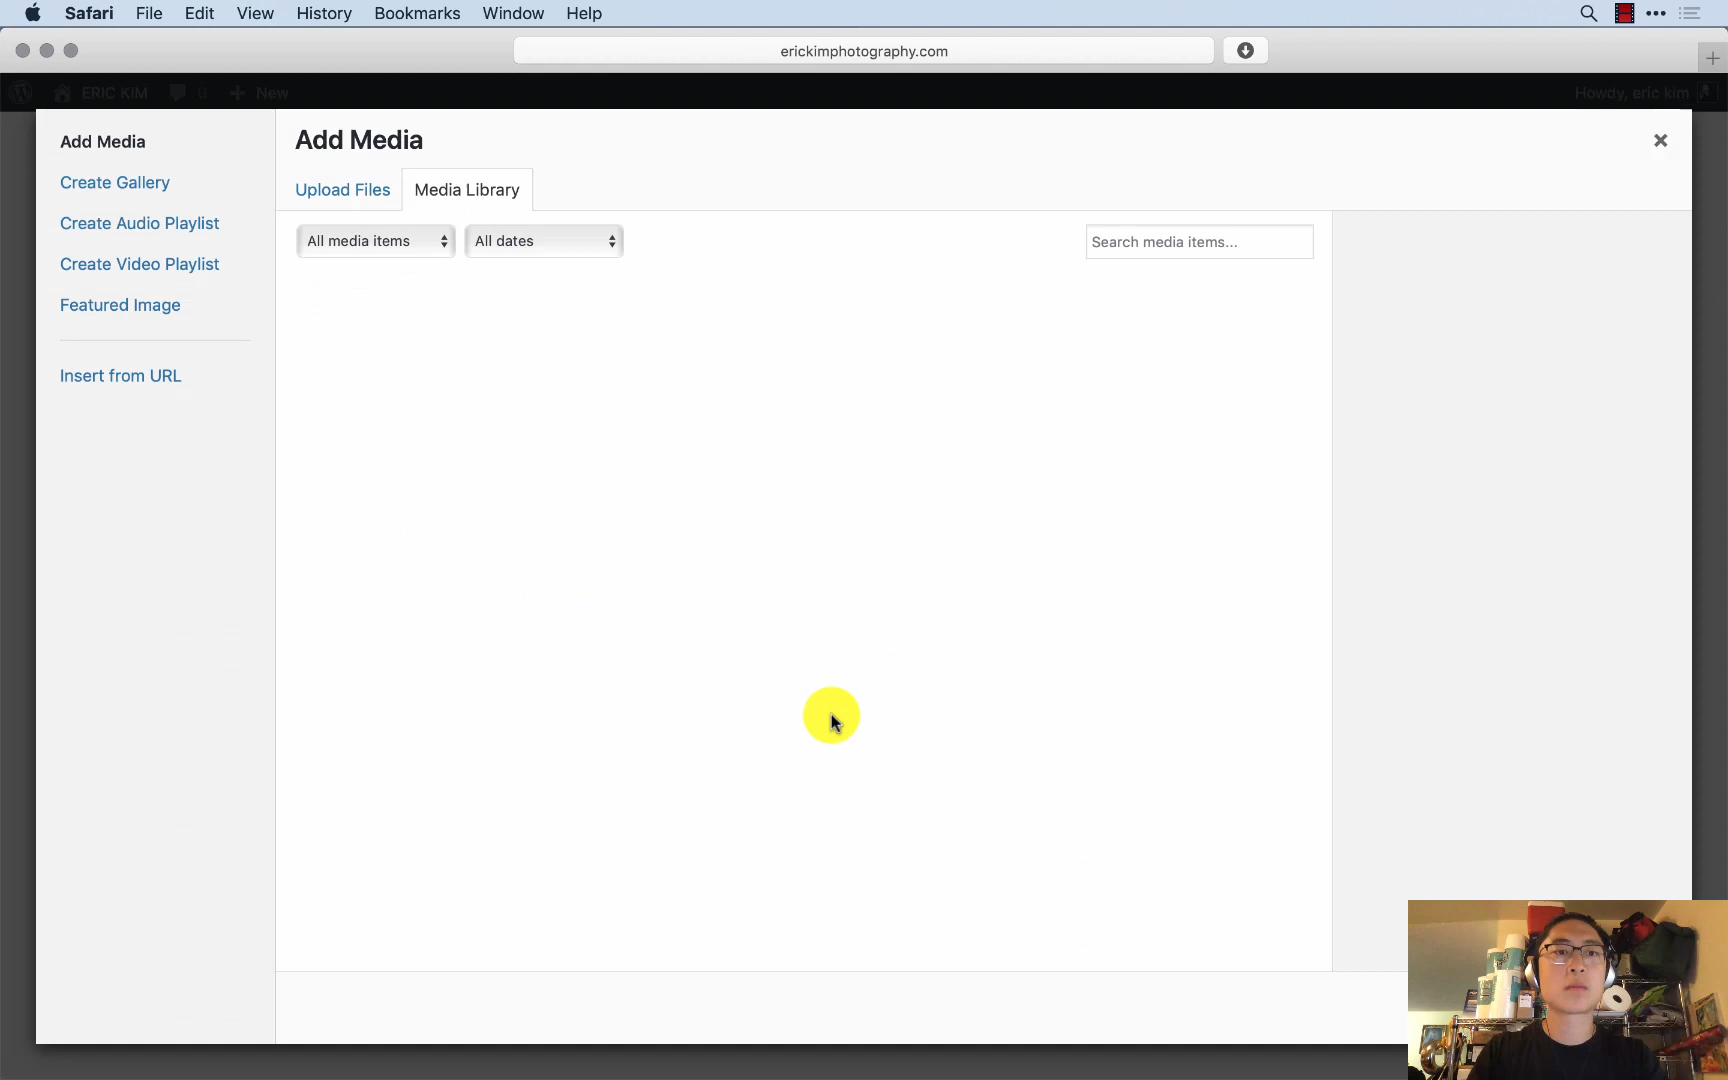 Safari File Edit View History Bookmarks Window Help
erickimphotography.com
ERIC KIM 0 New Howdy, eric kim
Add Media
Create Gallery
Create Audio Playlist
Create Video Playlist
Featured Image
Insert from URL
Add Media
Upload Files Media Library
All media items All dates Search media items...